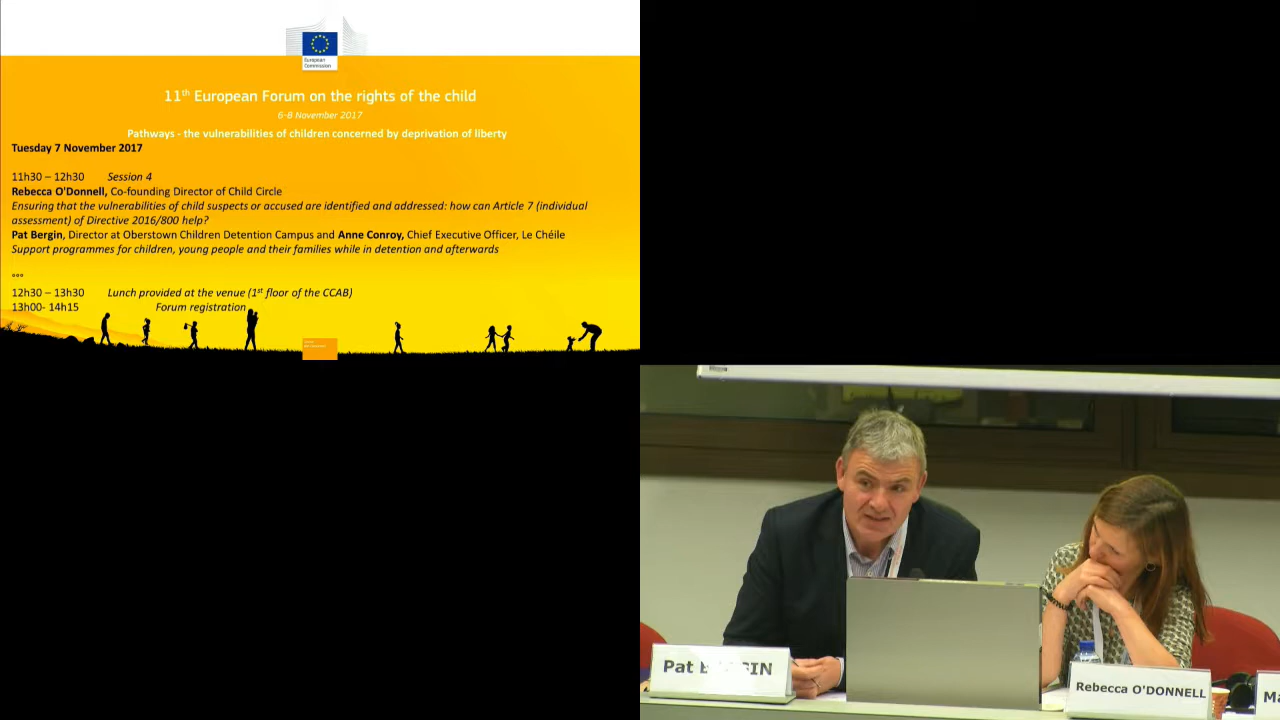 European
Commission
11th European Forum on the rights of the child
6-8 November 2017
Pathways - the vulnerabilities of children concerned by deprivation of liberty
Tuesday 7 November 2017
11h30 – 12h30 Session 4
Rebecca O'Donnell, Co-founding Director of Child Circle
Ensuring that the vulnerabilities of child suspects or accused are identified and addressed: how can Article 7 (individual
assessment) of Directive 2016/800 help?
Pat Bergin, Director at Oberstown Children Detention Campus and Anne Conroy, Chief Executive Officer, Le Chéile
Support programmes for children, young people and their families while in detention and afterwards
°°°
12h30 – 13h30 Lunch provided at the venue (1st floor of the CCAB)
13h00- 14h15 Forum registration
Pat
Rebecca O'DONNELL